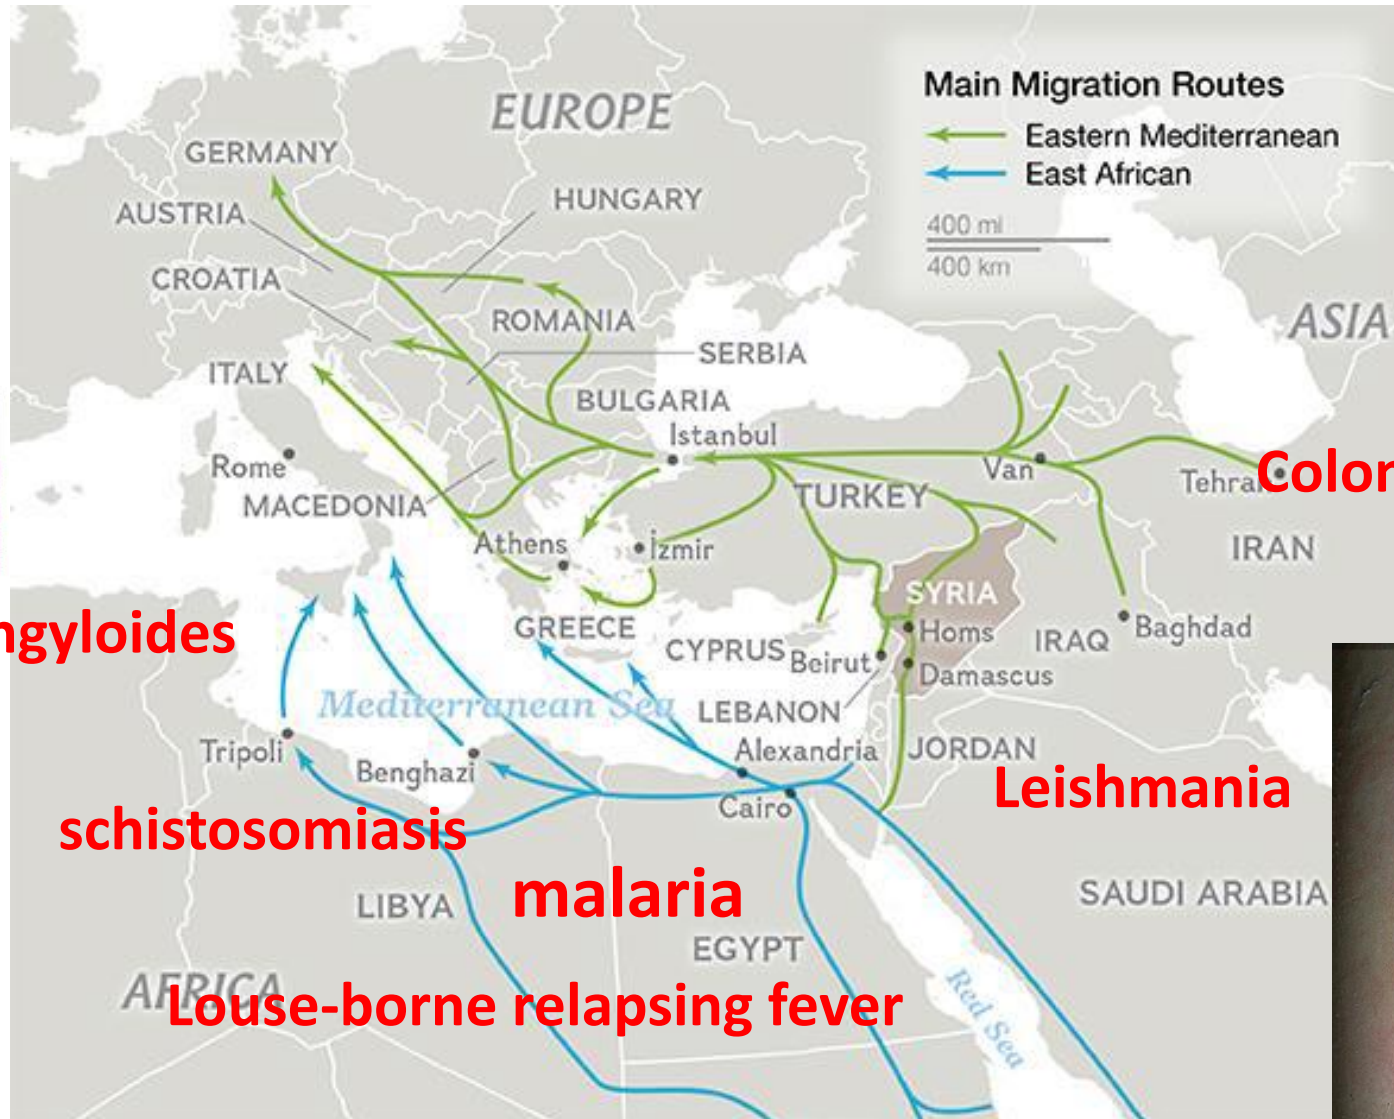 Main Migration Routes
Eastern Mediterranean
East African
400 mi
400 km
EUROPE
GERMANY
AUSTRIA
HUNGARY
CROATIA
ROMANIA
ASIA
SERBIA
ITALY
BULGARIA
Istanbul
Rome
Van
Tehra
Color
MACEDONIA
TURKEY
Athens
İzmir
IRAN
SYRIA
ngyloides
GREECE
Homs
IRAQ
Baghdad
CYPRUS
Beirut
Damascus
Mediterranean Sea
LEBANON
Tripoli
Benghazi
Alexandria
JORDAN
Leishmania
Cairo
schistosomiasis
malaria
LIBYA
SAUDI ARABIA
EGYPT
AFRICA
Louse-borne relapsing fever
Red Sea